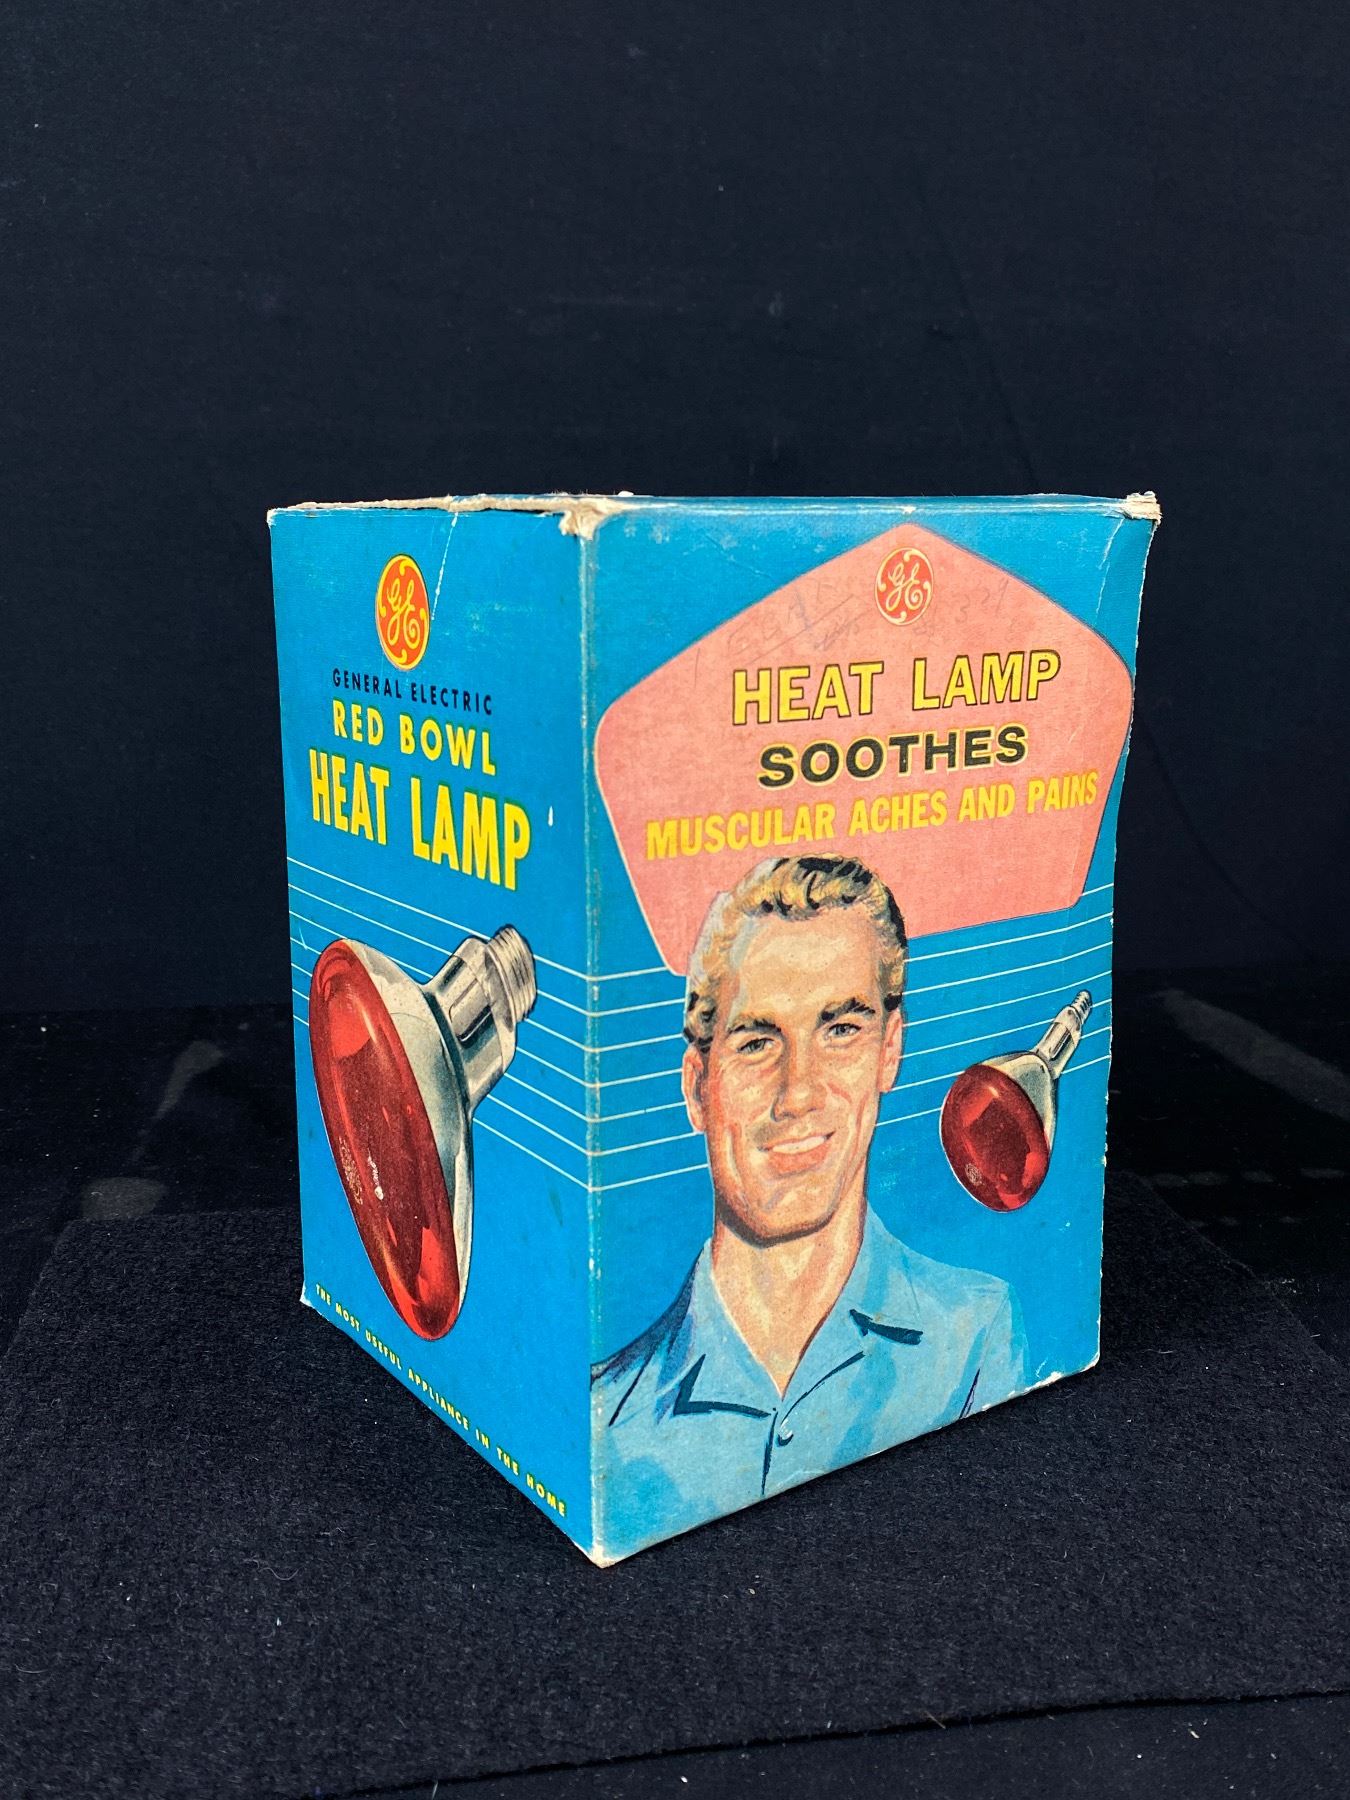 GE
GENERAL ELECTRIC
RED BOWL
HEAT LAMP
THE MOST USEFUL APPLIANCE IN THE HOME
GE
HEAT LAMP
SOOTHES
MUSCULAR ACHES AND PAINS